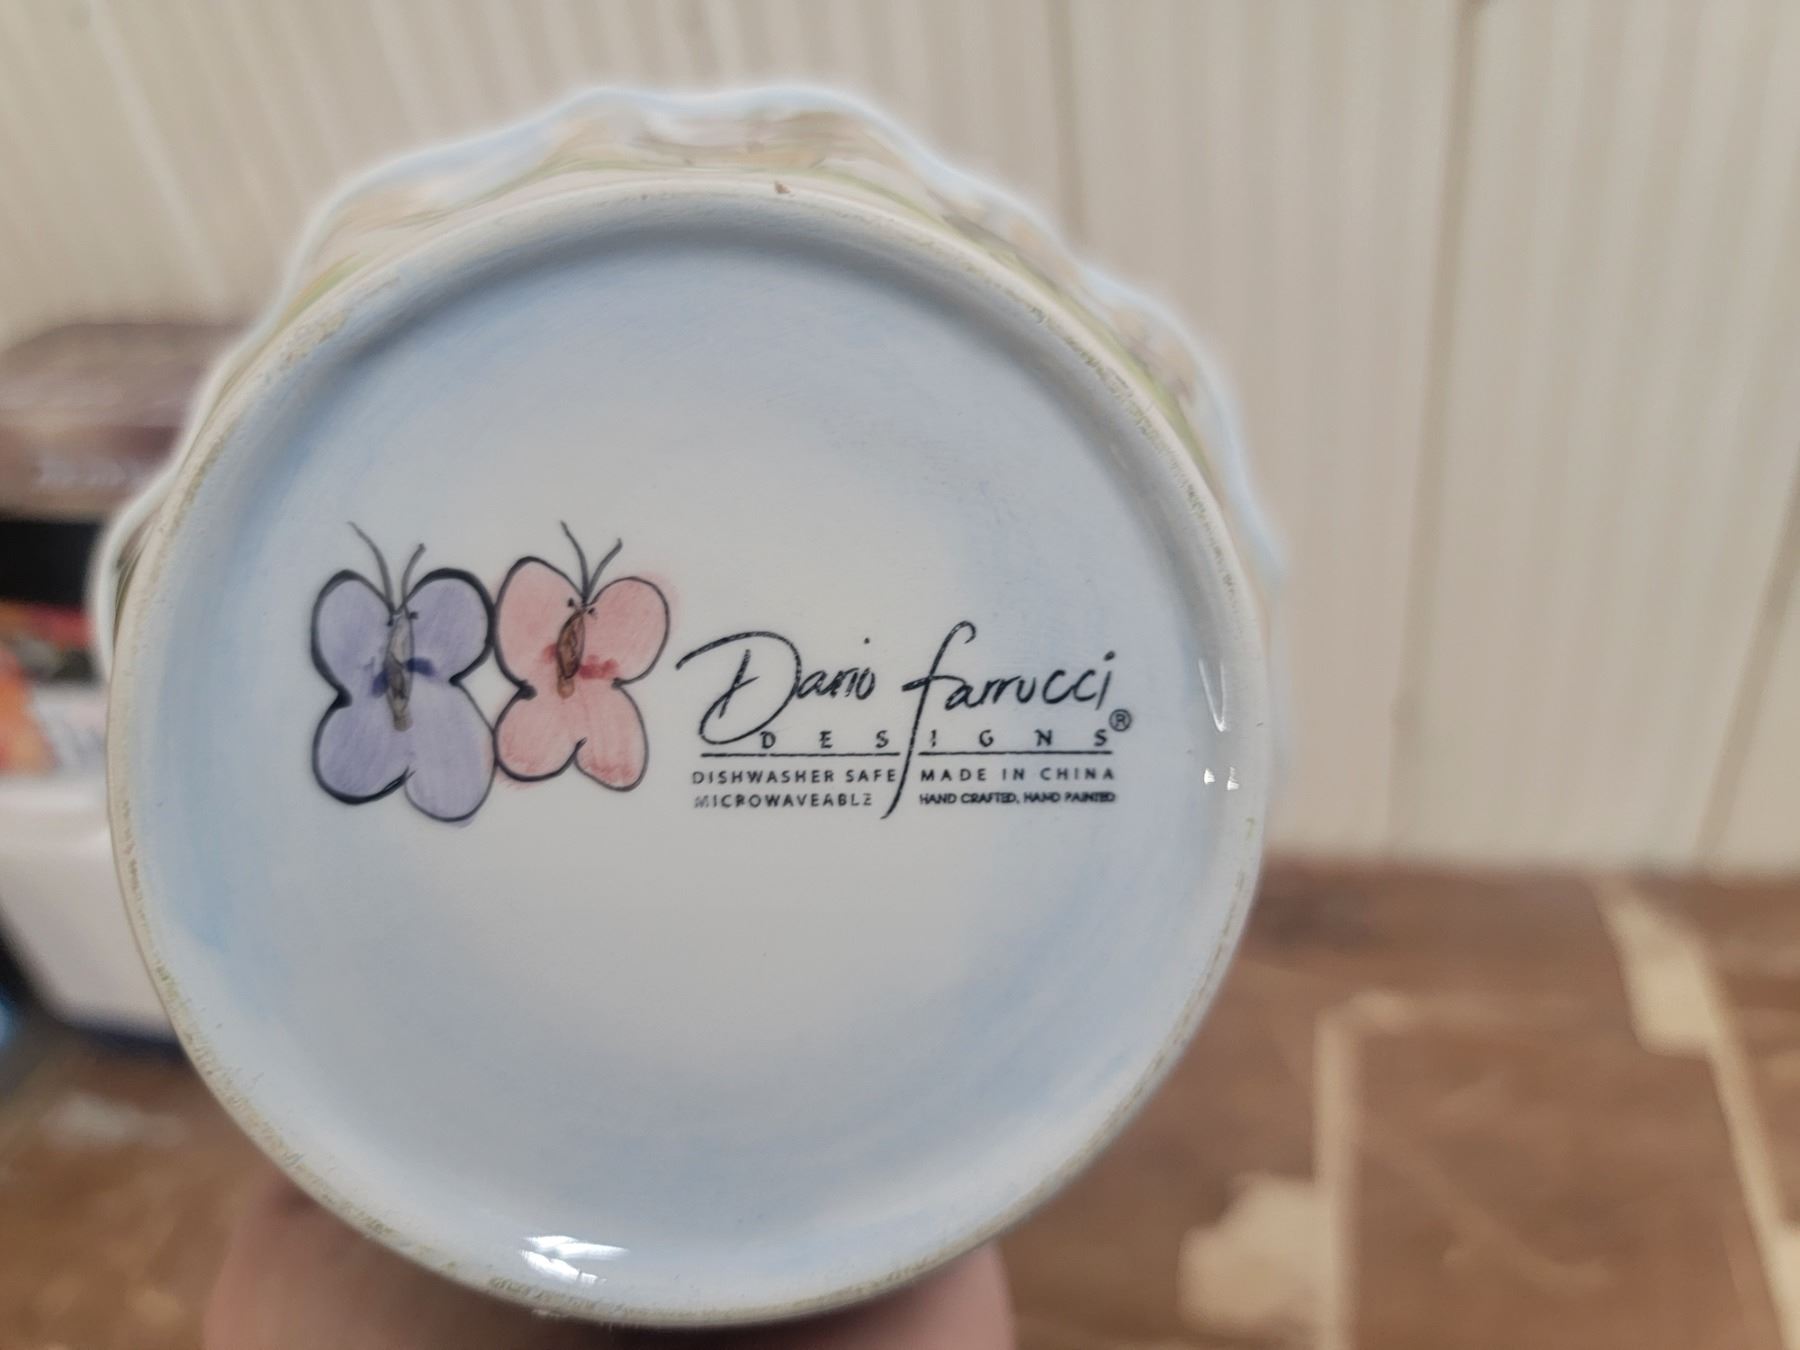 Dario farrucci
DESIGNS®
DISHWASHER SAFE MADE IN CHINA
MICROWAVEABLE HAND CRAFTED, HAND PAINTED